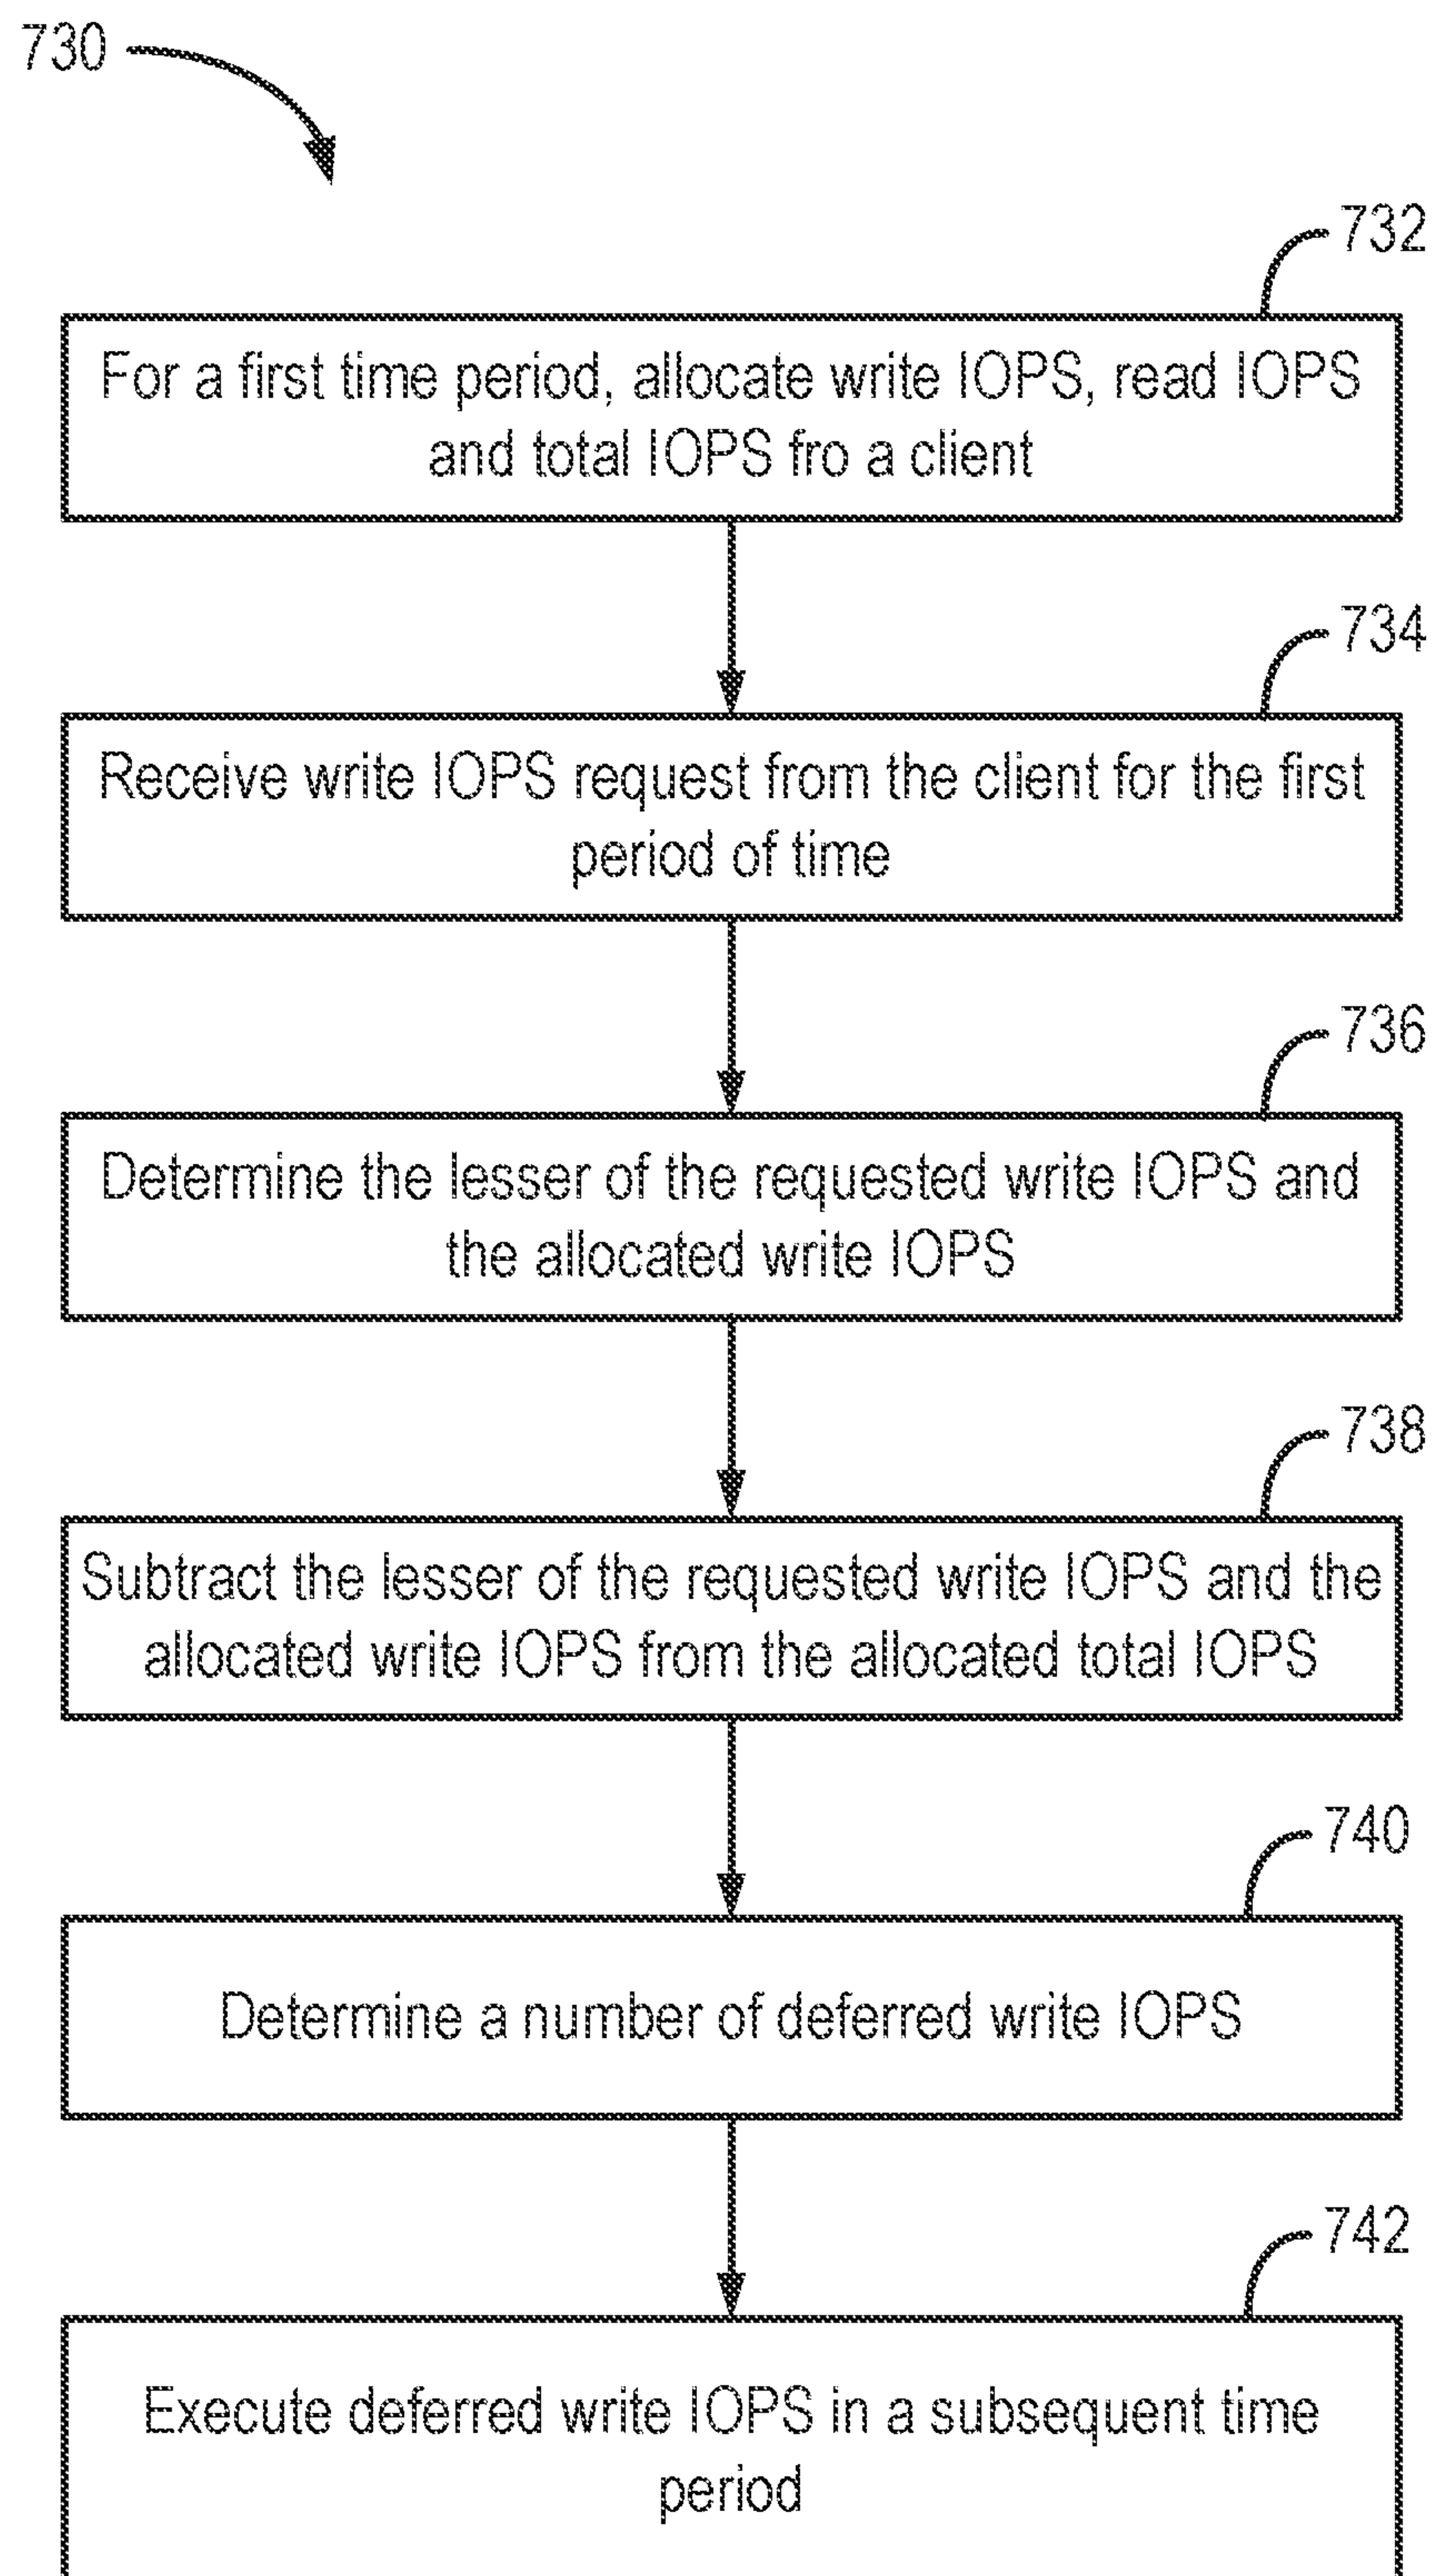 730
732
For a first time period, allocate write IOPS, read IOPS
and total IOPS fro a client
734
Receive write IOPS request from the client for the first
period of time
736
Determine the lesser of the requested write IOPS and
the allocated write IOPS
738
Subtract the lesser of the requested write IOPS and the
allocated write IOPS from the allocated total IOPS
740
Determine a number of deferred write IOPS
742
Execute deferred write IOPS in a subsequent time
period